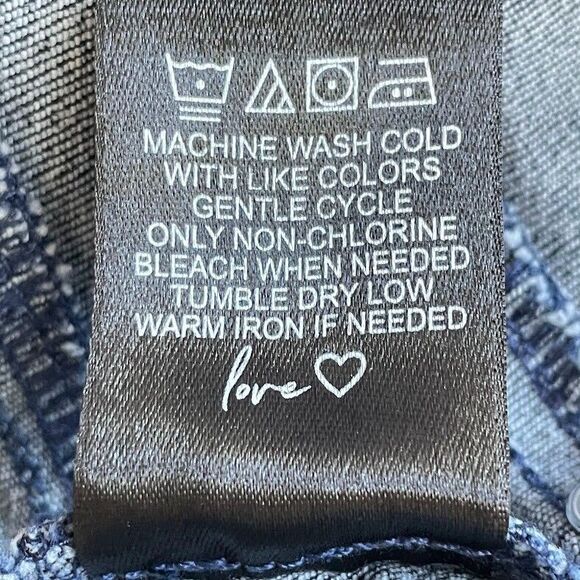 MACHINE WASH COLD
WITH LIKE COLORS
GENTLE CYCLE
ONLY NON-CHLORINE
BLEACH WHEN NEEDED
TUMBLE DRY LOW
WARM IRON IF NEEDED
love